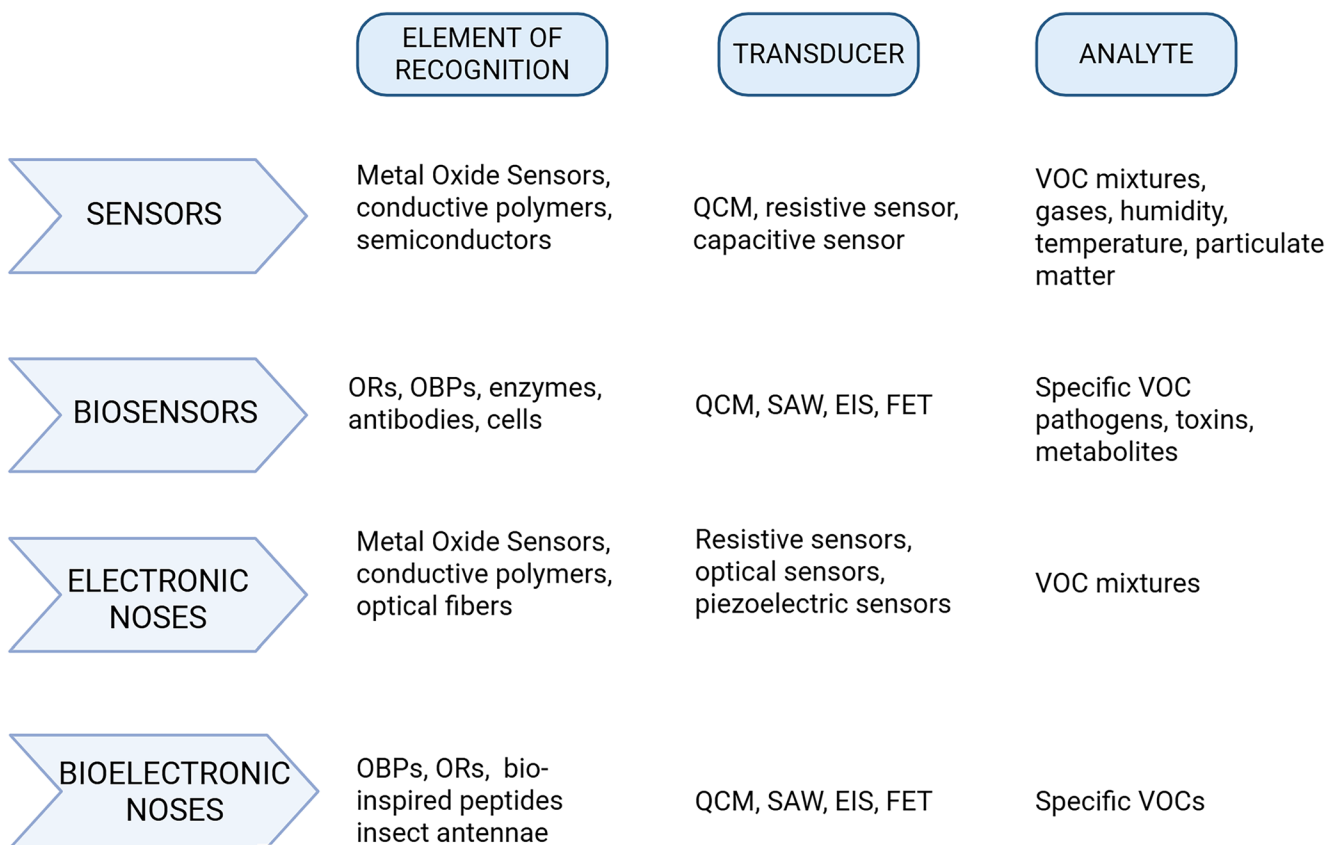 ELEMENT OF
RECOGNITION
TRANSDUCER
ANALYTE
SENSORS
Metal Oxide Sensors,
conductive polymers,
semiconductors
QCM, resistive sensor,
capacitive sensor
VOC mixtures,
gases, humidity,
temperature, particulate
matter
BIOSENSORS
ORs, OBPs, enzymes,
antibodies, cells
QCM, SAW, EIS, FET
Specific VOC
pathogens, toxins,
metabolites
ELECTRONIC
NOSES
Metal Oxide Sensors,
conductive polymers,
optical fibers
Resistive sensors,
optical sensors,
piezoelectric sensors
VOC mixtures
BIOELECTRONIC
NOSES
OBPs, ORs, bio-
inspired peptides
insect antennae
QCM, SAW, EIS, FET
Specific VOCs